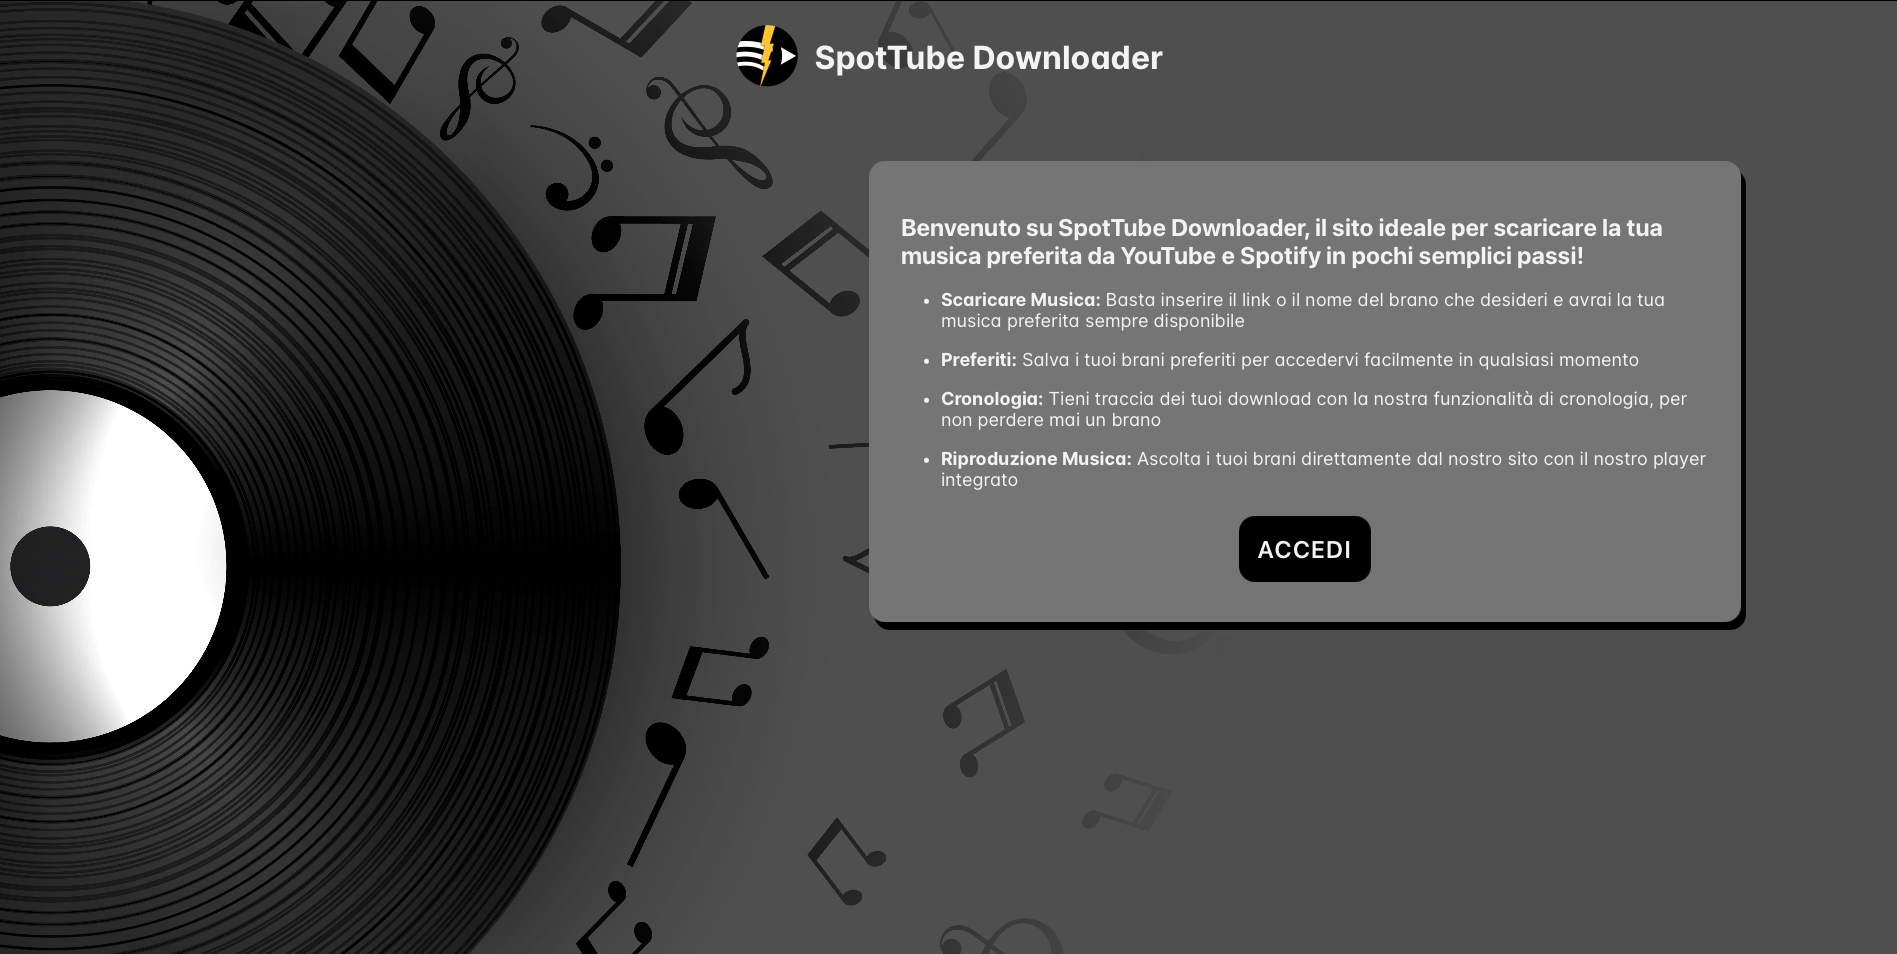 SpotTube Downloader
Benvenuto su SpotTube Downloader, il sito ideale per scaricare la tua
musica preferita da YouTube e Spotify in pochi semplici passi!
• Scaricare Musica: Basta inserire il link o il nome del brano che desideri e avrai la tua
musica preferita sempre disponibile
• Preferiti: Salva i tuoi brani preferiti per accedervi facilmente in qualsiasi momento
• Cronologia: Tieni traccia dei tuoi download con la nostra funzionalità di cronologia, per
non perdere mai un brano
• Riproduzione Musica: Ascolta i tuoi brani direttamente dal nostro sito con il nostro player
integrato
ACCEDI